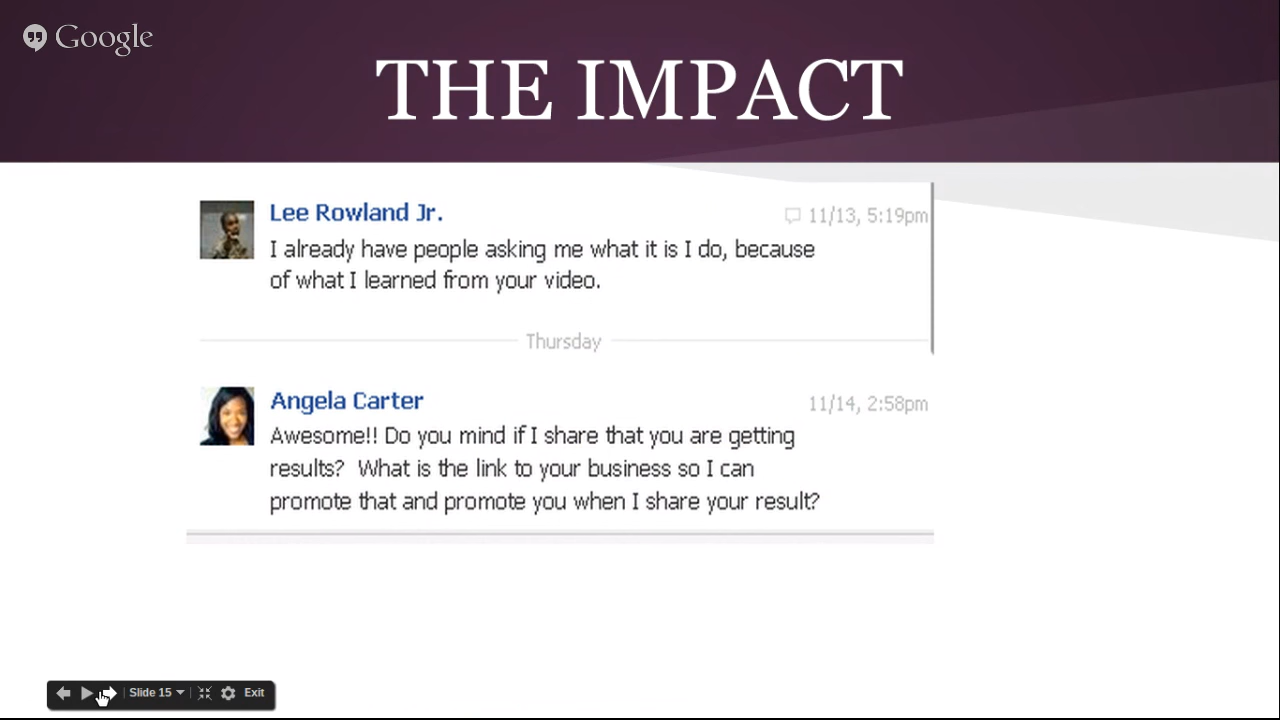 Google
THE IMPACT
Lee Rowland Jr.
11/13, 5:19pm
I already have people asking me what it is I do, because
of what I learned from your video.
Thursday
Angela Carter
11/14, 2:58pm
Awesome!! Do you mind if I share that you are getting
results?  What is the link to your business so I can
promote that and promote you when I share your result?
Slide 15
Exit